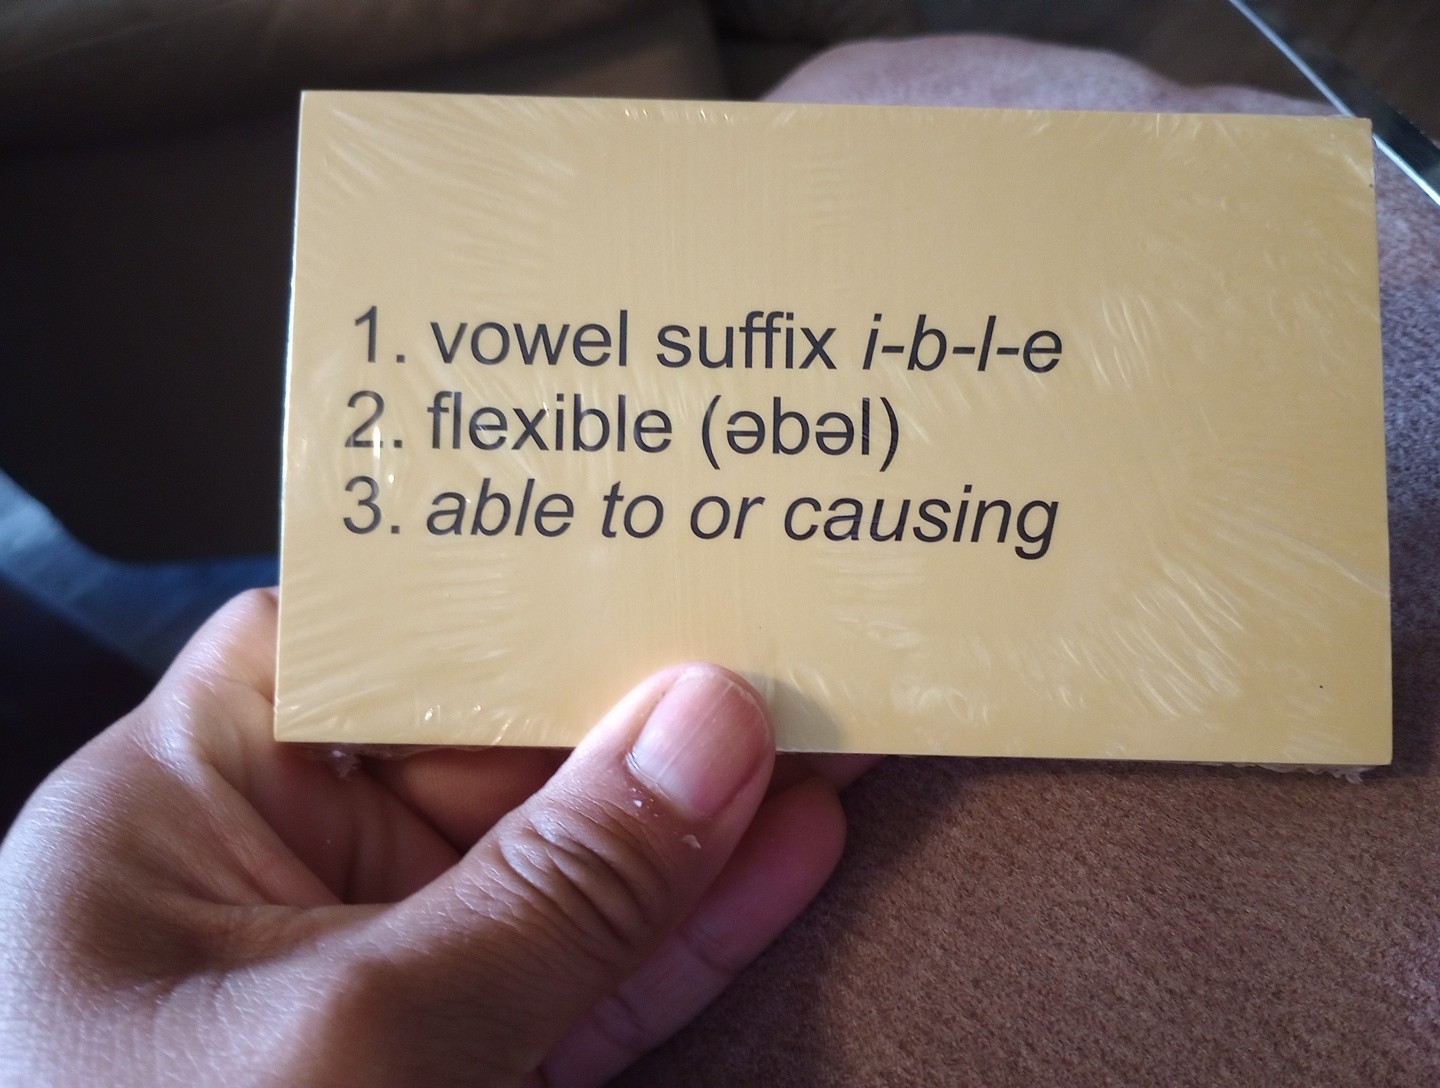 1. vowel suffix i-b-l-e
2. flexible (əbəl)
3. able to or causing